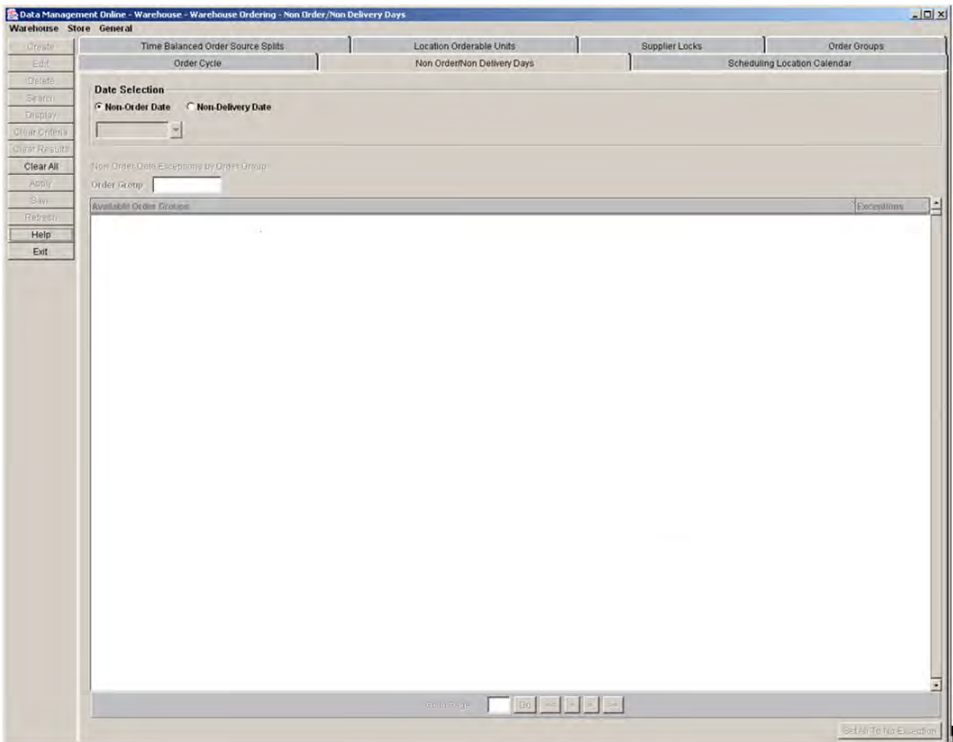 Data Management Online - Warehouse - Warehouse Ordering - Non Order/Non Delivery Days
Warehouse Store General
Create
Edit
Delete
Search
Display
Clear Criteria
Clear Results
Clear All
Apply
Save
Refresh
Help
Exit
Time Balanced Order Source Splits Location Orderable Units Supplier Locks Order Groups
Order Cycle Non Order/Non Delivery Days Scheduling Location Calendar
Date Selection
Non-Order Date Non-Delivery Date
Non Order Date Exceptions by Order Group
Order Group
Available Order Groups Exceptions
Go to Page Go << < > >>
Set All To No Exception